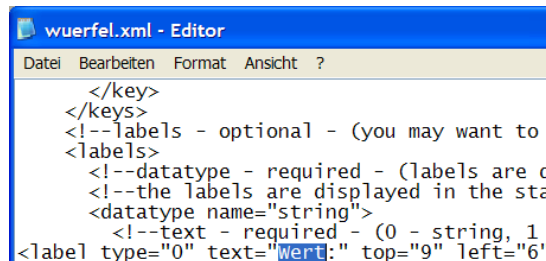 wuerfel.xml - Editor
Datei Bearbeiten Format Ansicht ?
</key>
</keys>
<!--labels - optional - (you may want to
<labels>
<!--datatype - required - (labels are
<!--the labels are displayed in the
<datatype name="string">
<!--text - required - (0 - string, 1
<label type="0" text="Wert:" top="9" left="6"